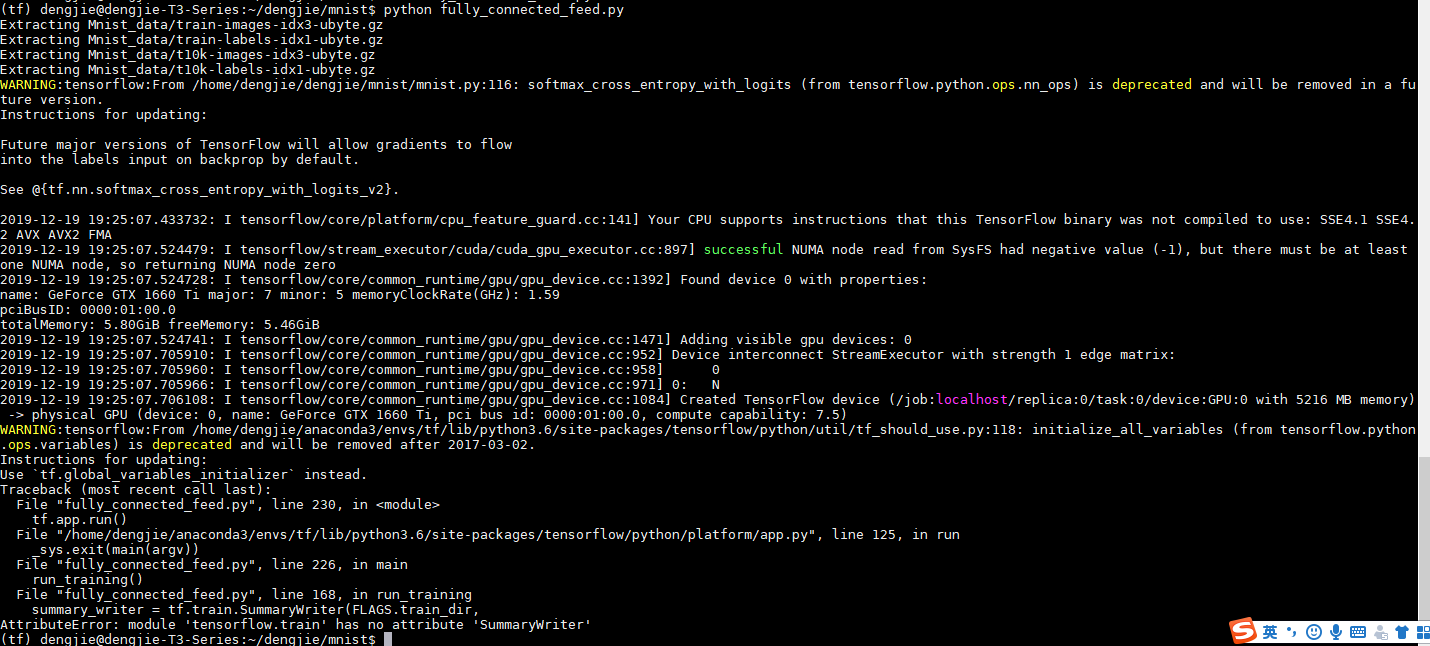 (tf) dengjie@dengjie-T3-Series:~/dengjie/mnist$ python fully_connected_feed.py
Extracting Mnist_data/train-images-idx3-ubyte.gz
Extracting Mnist_data/train-labels-idx1-ubyte.gz
Extracting Mnist_data/t10k-images-idx3-ubyte.gz
Extracting Mnist_data/t10k-labels-idx1-ubyte.gz
WARNING:tensorflow:From /home/dengjie/dengjie/mnist/mnist.py:116: softmax_cross_entropy_with_logits (from tensorflow.python.ops.nn_ops) is deprecated and will be removed in a fu
ture version.
Instructions for updating:
Future major versions of TensorFlow will allow gradients to flow
into the labels input on backprop by default.
See @{tf.nn.softmax_cross_entropy_with_logits_v2}.
2019-12-19 19:25:07.433732: I tensorflow/core/platform/cpu_feature_guard.cc:141] Your CPU supports instructions that this TensorFlow binary was not compiled to use: SSE4.1 SSE4.
2 AVX AVX2 FMA
2019-12-19 19:25:07.524479: I tensorflow/stream_executor/cuda/cuda_gpu_executor.cc:897] successful NUMA node read from SysFS had negative value (-1), but there must be at least
one NUMA node, so returning NUMA node zero
2019-12-19 19:25:07.524728: I tensorflow/core/common_runtime/gpu/gpu_device.cc:1392] Found device 0 with properties:
name: GeForce GTX 1660 Ti major: 7 minor: 5 memoryClockRate(GHz): 1.59
pciBusID: 0000:01:00.0
totalMemory: 5.80GiB freeMemory: 5.46GiB
2019-12-19 19:25:07.524741: I tensorflow/core/common_runtime/gpu/gpu_device.cc:1471] Adding visible gpu devices: 0
2019-12-19 19:25:07.705910: I tensorflow/core/common_runtime/gpu/gpu_device.cc:952] Device interconnect StreamExecutor with strength 1 edge matrix:
2019-12-19 19:25:07.705960: I tensorflow/core/common_runtime/gpu/gpu_device.cc:958]      0
2019-12-19 19:25:07.705966: I tensorflow/core/common_runtime/gpu/gpu_device.cc:971] 0:   N
2019-12-19 19:25:07.706108: I tensorflow/core/common_runtime/gpu/gpu_device.cc:1084] Created TensorFlow device (/job:localhost/replica:0/task:0/device:GPU:0 with 5216 MB memory)
 -> physical GPU (device: 0, name: GeForce GTX 1660 Ti, pci bus id: 0000:01:00.0, compute capability: 7.5)
WARNING:tensorflow:From /home/dengjie/anaconda3/envs/tf/lib/python3.6/site-packages/tensorflow/python/util/tf_should_use.py:118: initialize_all_variables (from tensorflow.python
.ops.variables) is deprecated and will be removed after 2017-03-02.
Instructions for updating:
Use `tf.global_variables_initializer` instead.
Traceback (most recent call last):
  File "fully_connected_feed.py", line 230, in <module>
    tf.app.run()
  File "/home/dengjie/anaconda3/envs/tf/lib/python3.6/site-packages/tensorflow/python/platform/app.py", line 125, in run
    _sys.exit(main(argv))
  File "fully_connected_feed.py", line 226, in main
    run_training()
  File "fully_connected_feed.py", line 168, in run_training
    summary_writer = tf.train.SummaryWriter(FLAGS.train_dir,
AttributeError: module 'tensorflow.train' has no attribute 'SummaryWriter'
(tf) dengjie@dengjie-T3-Series:~/dengjie/mnist$
英